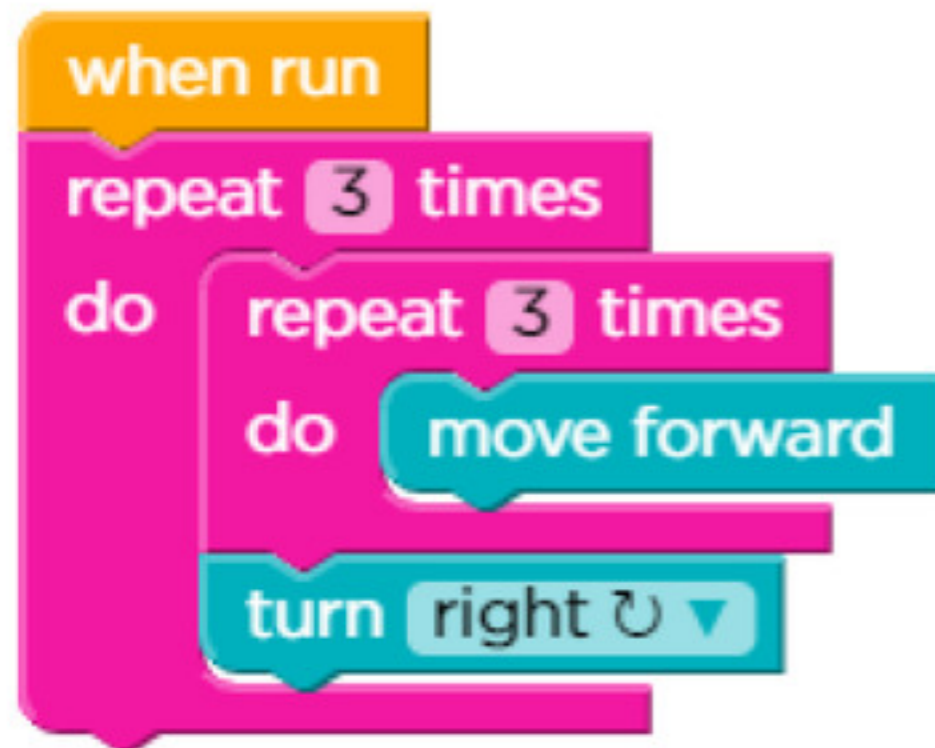 when run
repeat 3 times
do repeat 3 times
do move forward
turn right ↻ ▼